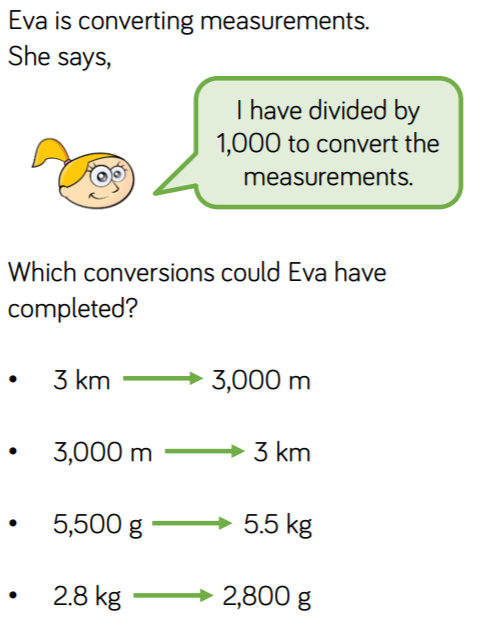 Eva is converting measurements.
She says,
I have divided by
1,000 to convert the
measurements.
Which conversions could Eva have
completed?
• 3 km → 3,000 m
• 3,000 m → 3 km
• 5,500 g → 5.5 kg
• 2.8 kg → 2,800 g